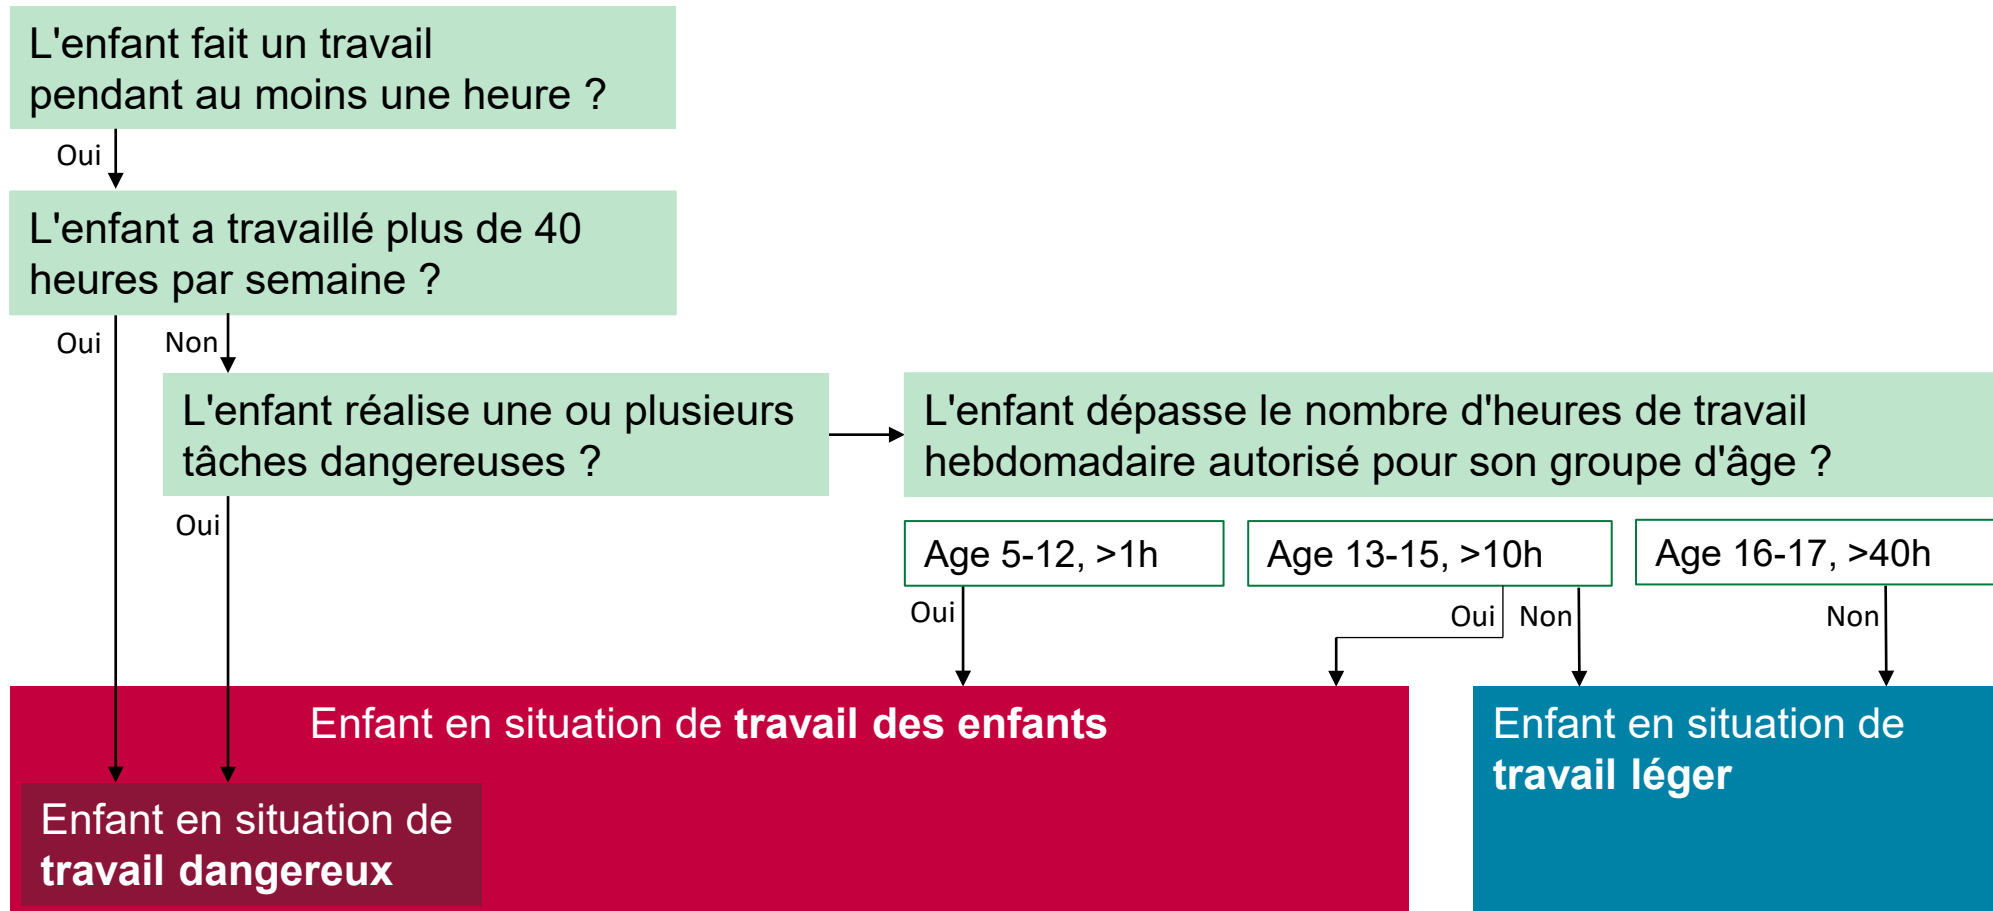 L'enfant fait un travail
pendant au moins une heure ?
Oui
L'enfant a travaillé plus de 40
heures par semaine ?
Oui
Non
L'enfant réalise une ou plusieurs
tâches dangereuses ?
L'enfant dépasse le nombre d'heures de travail
hebdomadaire autorisé pour son groupe d'âge ?
Oui
Age 5-12, >1h
Age 13-15, >10h
Age 16-17, >40h
Oui
Oui
Non
Non
Enfant en situation de travail des enfants
Enfant en situation de
travail léger
Enfant en situation de
travail dangereux